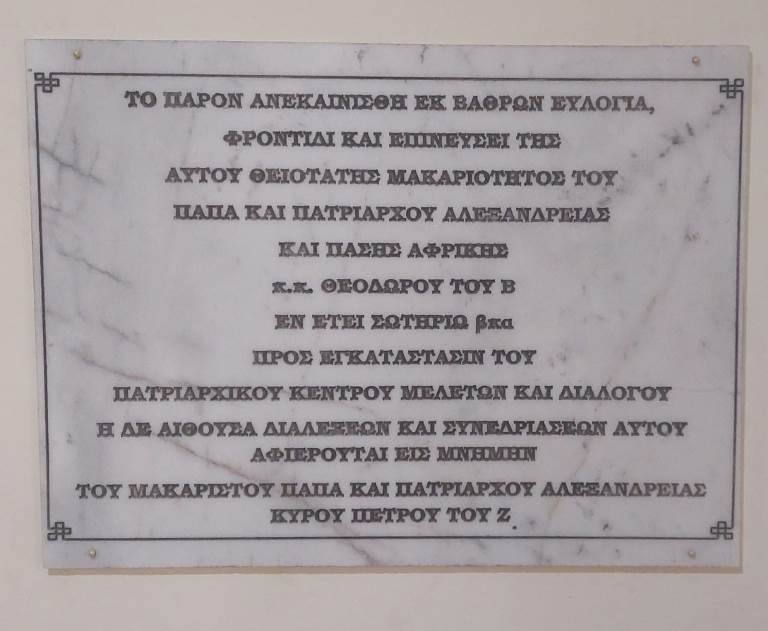 ΤΟ ΠΑΡΟΝ ΑΝΕΚΑΙΝΙΣΘΗ ΕΚ ΒΑΘΡΩΝ ΕΥΛΟΓΙΑ,
ΦΡΟΝΤΙΔΙ ΚΑΙ ΕΠΙΝΕΥΣΕΙ ΤΗΣ
ΑΥΤΟΥ ΘΕΙΟΤΑΤΗΣ ΜΑΚΑΡΙΟΤΗΤΟΣ ΤΟΥ
ΠΑΠΑ ΚΑΙ ΠΑΤΡΙΑΡΧΟΥ ΑΛΕΞΑΝΔΡΕΙΑΣ
ΚΑΙ ΠΑΣΗΣ ΑΦΡΙΚΗΣ
κ.κ. ΘΕΟΔΩΡΟΥ ΤΟΥ Β
ΕΝ ΕΤΕΙ ΣΩΤΗΡΙΩ βκα
ΠΡΟΣ ΕΓΚΑΤΑΣΤΑΣΙΝ ΤΟΥ
ΠΑΤΡΙΑΡΧΙΚΟΥ ΚΕΝΤΡΟΥ ΜΕΛΕΤΩΝ ΚΑΙ ΔΙΑΛΟΓΟΥ
Η ΔΕ ΑΙΘΟΥΣΑ ΔΙΑΛΕΞΕΩΝ ΚΑΙ ΣΥΝΕΔΡΙΑΣΕΩΝ ΑΥΤΟΥ
ΑΦΙΕΡΟΥΤΑΙ ΕΙΣ ΜΝΗΜΗΝ
ΤΟΥ ΜΑΚΑΡΙΣΤΟΥ ΠΑΠΑ ΚΑΙ ΠΑΤΡΙΑΡΧΟΥ ΑΛΕΞΑΝΔΡΕΙΑΣ
ΚΥΡΟΥ ΠΕΤΡΟΥ ΤΟΥ Ζ.